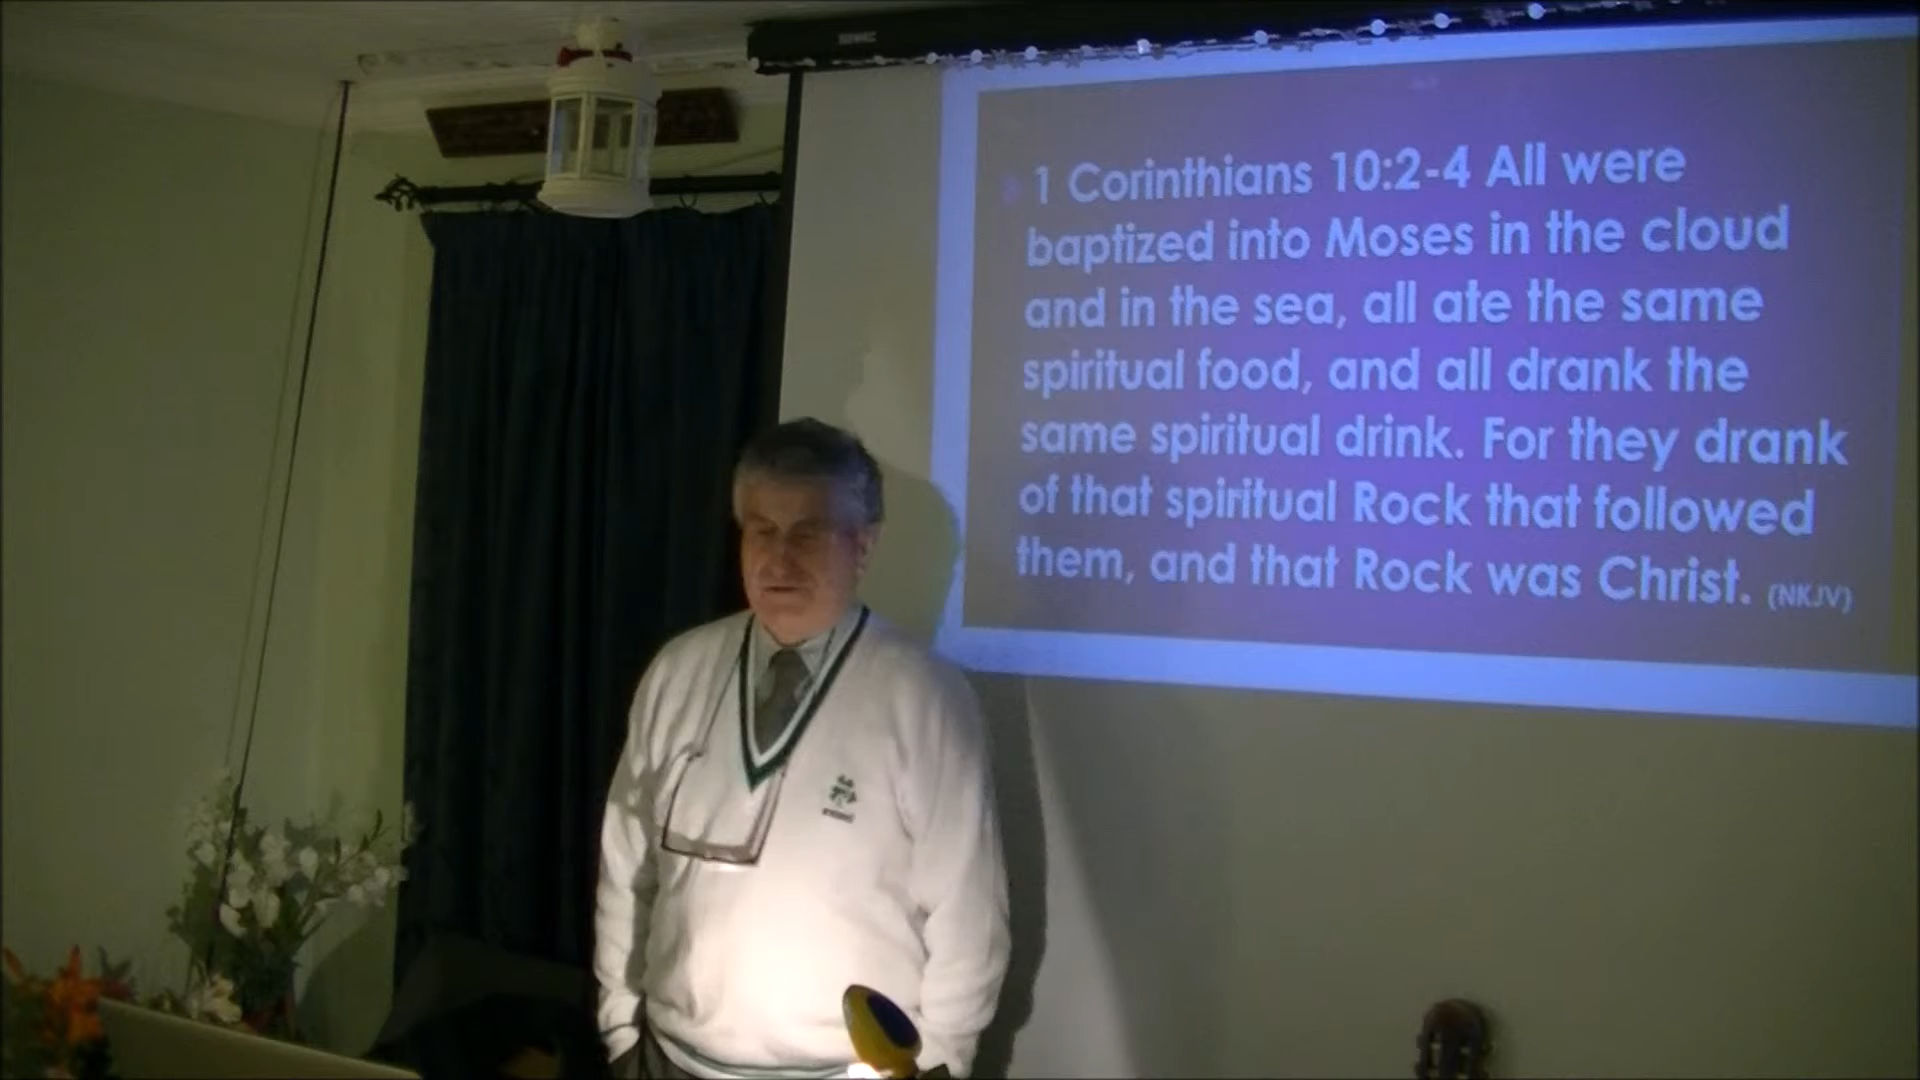 1 Corinthians 10:2-4 All were
baptized into Moses in the cloud
and in the sea, all ate the same
spiritual food, and all drank the
same spiritual drink. For they drank
of that spiritual Rock that followed
them, and that Rock was Christ. (NKJV)